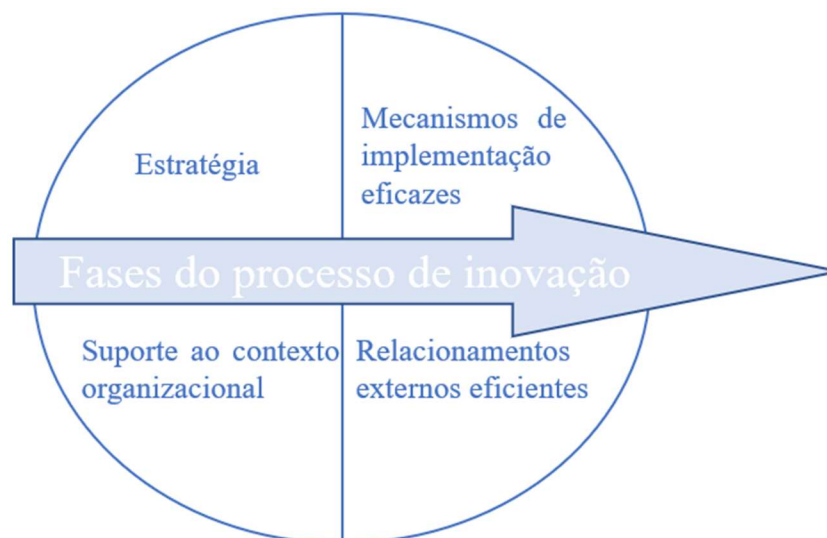 Estratégia
Mecanismos de
implementação
eficazes
Fases do processo de inovação
Suporte ao contexto
organizacional
Relacionamentos
externos eficientes